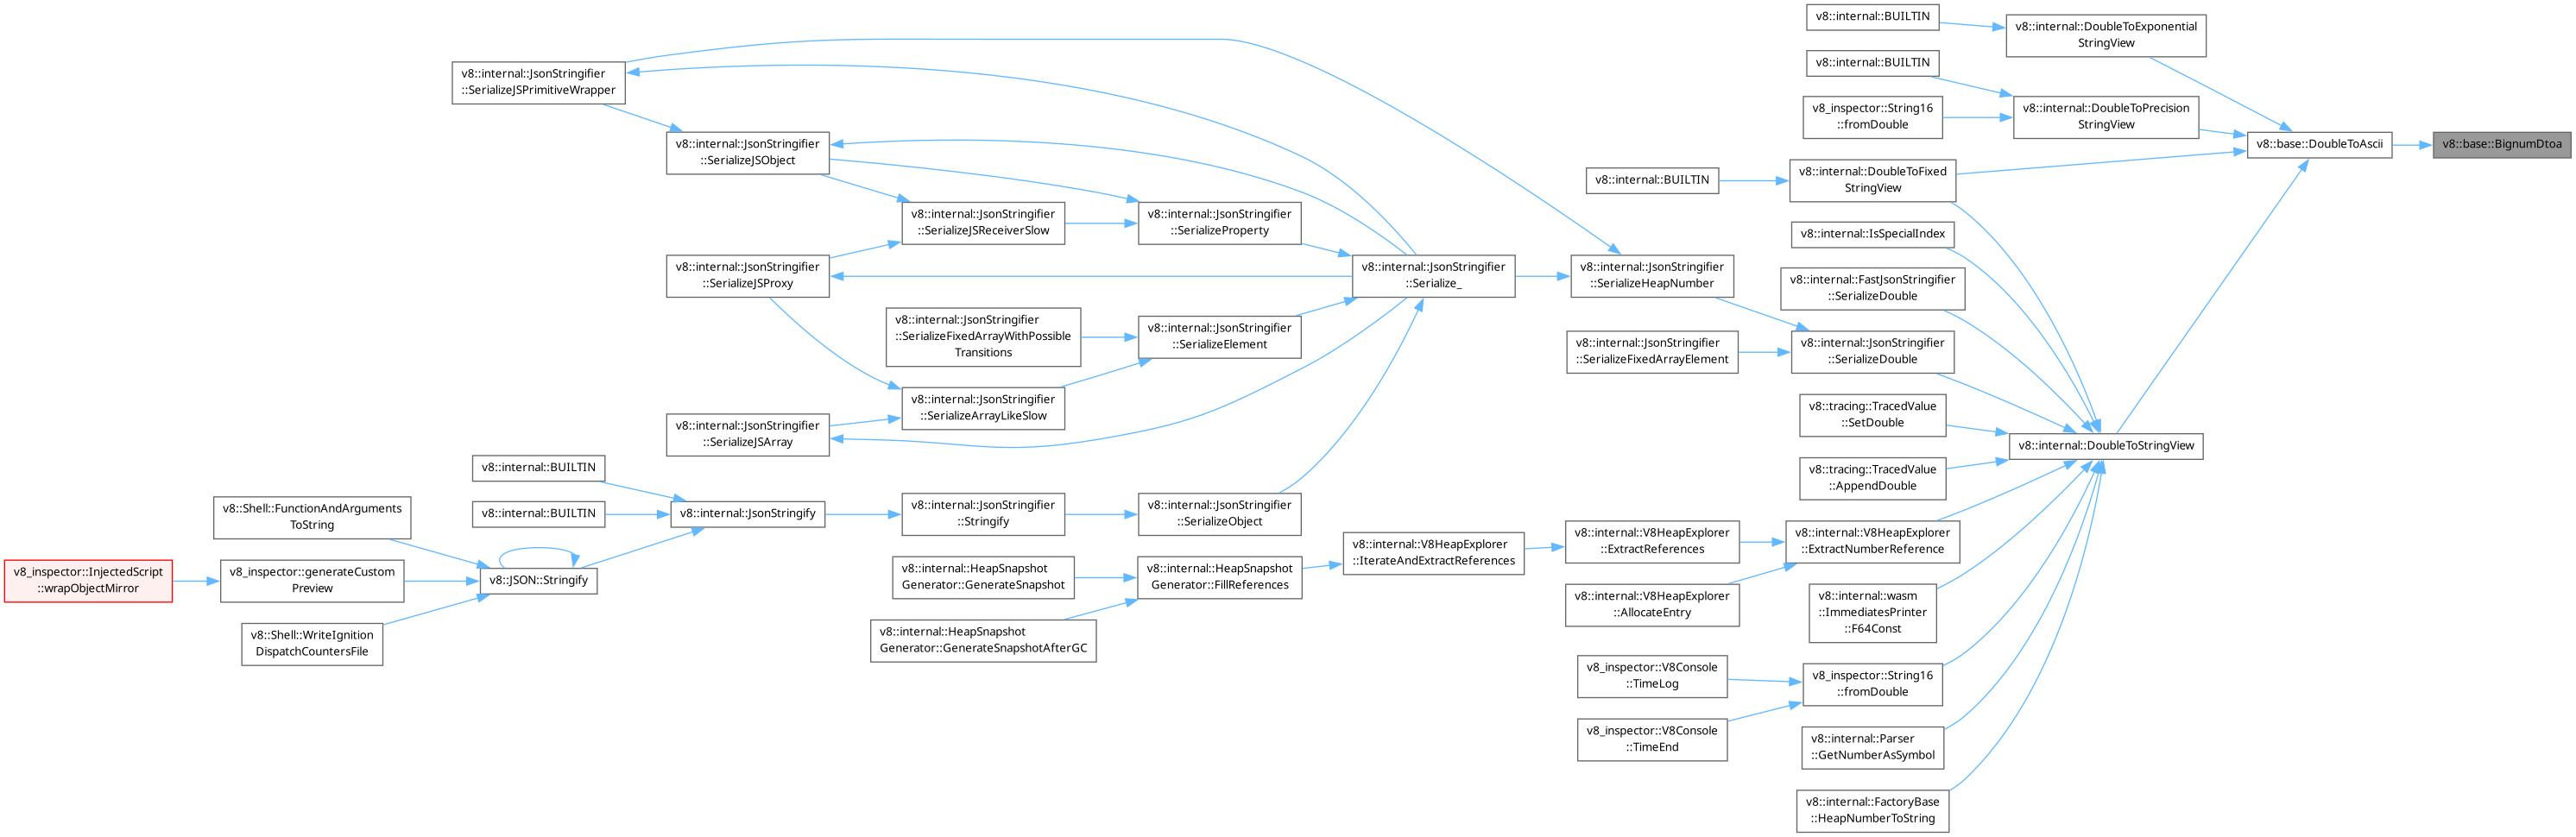 v8::internal::BUILTIN
v8::internal::DoubleToExponential
StringView
v8::internal::BUILTIN
v8::internal::JsonStringifier
::SerializeJSPrimitiveWrapper
v8_inspector::String16
::fromDouble
v8::internal::DoubleToPrecision
StringView
v8::base::DoubleToAscii
v8::base::BignumDtoa
v8::internal::JsonStringifier
::SerializeJSObject
v8::internal::BUILTIN
v8::internal::DoubleToFixed
StringView
v8::internal::JsonStringifier
::SerializeJSReceiverSlow
v8::internal::JsonStringifier
::SerializeProperty
v8::internal::IsSpecialIndex
v8::internal::JsonStringifier
::SerializeJSProxy
v8::internal::JsonStringifier
::Serialize_
v8::internal::JsonStringifier
::SerializeHeapNumber
v8::internal::FastJsonStringifier
::SerializeDouble
v8::internal::JsonStringifier
::SerializeFixedArrayWithPossible
Transitions
v8::internal::JsonStringifier
::SerializeElement
v8::internal::JsonStringifier
::SerializeFixedArrayElement
v8::internal::JsonStringifier
::SerializeDouble
v8::internal::JsonStringifier
::SerializeArrayLikeSlow
v8::tracing::TracedValue
::SetDouble
v8::internal::JsonStringifier
::SerializeJSArray
v8::internal::DoubleToStringView
v8::internal::BUILTIN
v8::tracing::TracedValue
::AppendDouble
v8::Shell::FunctionAndArguments
ToString
v8::internal::BUILTIN
v8::internal::JsonStringify
v8::internal::JsonStringifier
::Stringify
v8::internal::JsonStringifier
::SerializeObject
v8::internal::V8HeapExplorer
::IterateAndExtractReferences
v8::internal::V8HeapExplorer
::ExtractReferences
v8::internal::V8HeapExplorer
::ExtractNumberReference
v8_inspector::InjectedScript
::wrapObjectMirror
v8_inspector::generateCustom
Preview
v8::JSON::Stringify
v8::internal::HeapSnapshot
Generator::GenerateSnapshot
v8::internal::HeapSnapshot
Generator::FillReferences
v8::internal::V8HeapExplorer
::AllocateEntry
v8::internal::wasm
::ImmediatesPrinter
::F64Const
v8::Shell::WriteIgnition
DispatchCountersFile
v8::internal::HeapSnapshot
Generator::GenerateSnapshotAfterGC
v8_inspector::V8Console
::TimeLog
v8_inspector::String16
::fromDouble
v8_inspector::V8Console
::TimeEnd
v8::internal::Parser
::GetNumberAsSymbol
v8::internal::FactoryBase
::HeapNumberToString